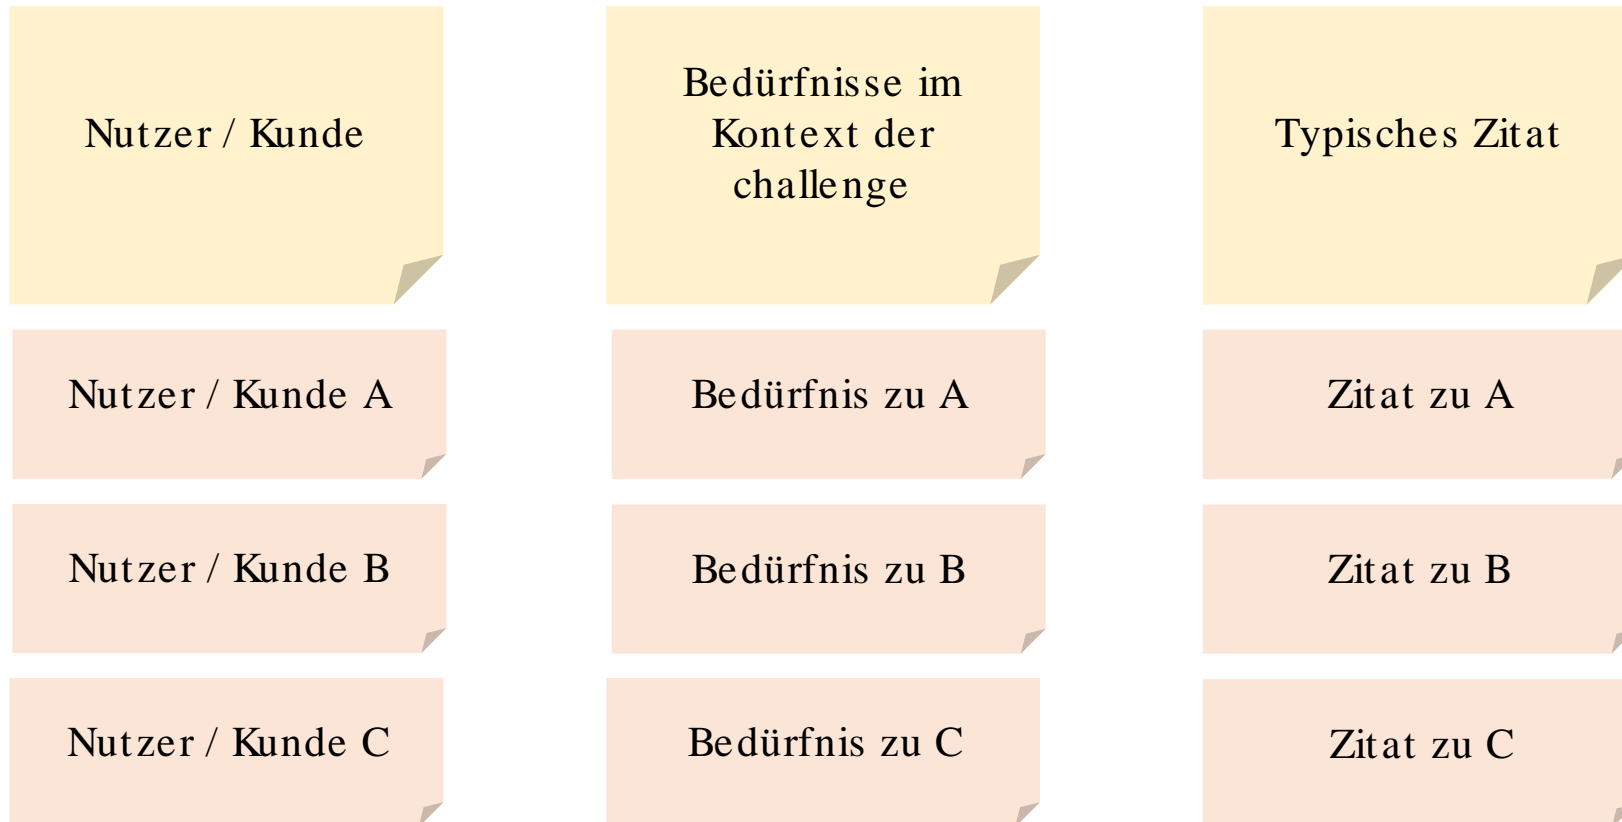 Nutzer / Kunde
Bedürfnisse im
Kontext der
challenge
Typisches Zitat
Nutzer / Kunde A
Bedürfnis zu A
Zitat zu A
Nutzer / Kunde B
Bedürfnis zu B
Zitat zu B
Nutzer / Kunde C
Bedürfnis zu C
Zitat zu C